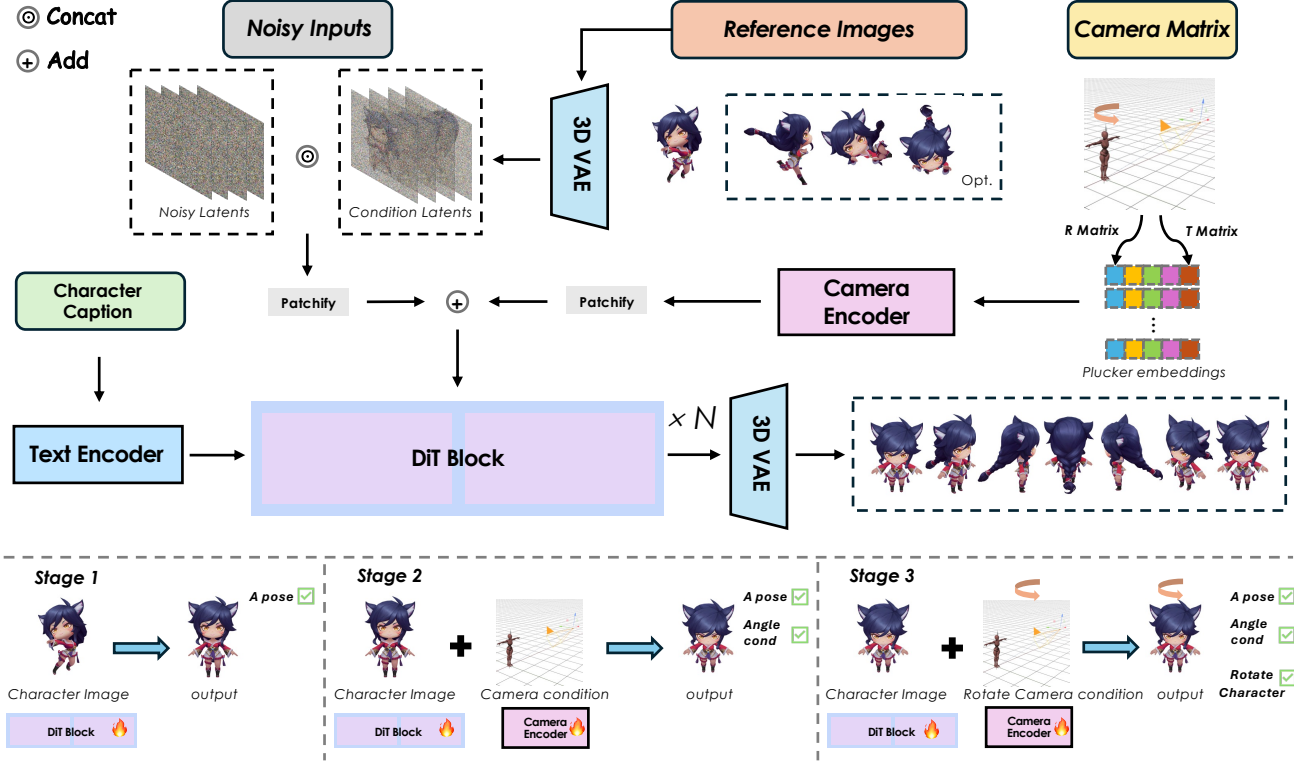 Concat
Add
Noisy Inputs
Reference Images
Camera Matrix
3D VAE
Opt.
Noisy Latents
Condition Latents
R Matrix
T Matrix
Character
Caption
Patchify
+
Patchify
Camera
Encoder
...
Plucker embeddings
Text Encoder
DiT Block
× N
3D VAE
Stage 1
A pose
Character Image
output
DiT Block
Stage 2
A pose
Angle
cond
Character Image
Camera condition
output
DiT Block
Camera
Encoder
Stage 3
A pose
Angle
cond
Rotate
Character
Character Image
Rotate Camera condition
output
DiT Block
Camera
Encoder